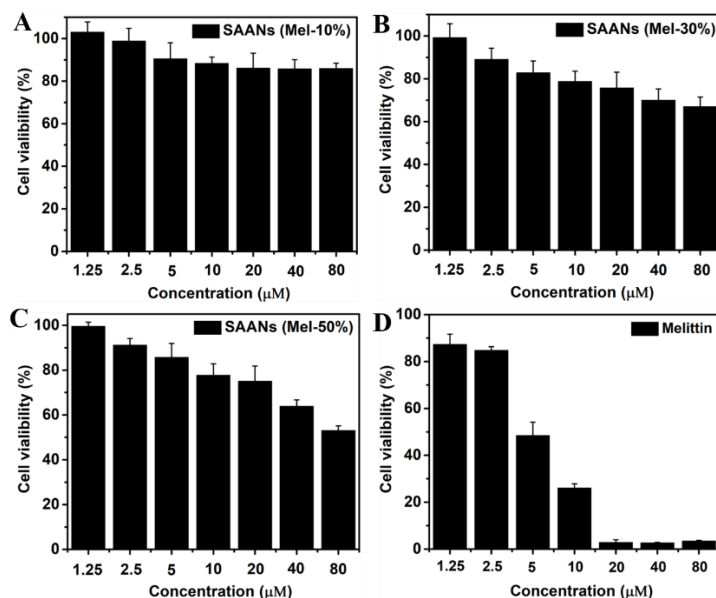 A
SAANs (Mel-10%)
Cell vialibility (%)
100
80
60
40
20
0
1.25 2.5 5 10 20 40 80
Concentration (μM)
B
SAANs (Mel-30%)
Cell vialibility (%)
100
80
60
40
20
0
1.25 2.5 5 10 20 40 80
Concentration (μM)
C
SAANs (Mel-50%)
Cell vialibility (%)
100
80
60
40
20
0
1.25 2.5 5 10 20 40 80
Concentration (μM)
D
Melittin
Cell vialibility (%)
100
80
60
40
20
0
1.25 2.5 5 10 20 40 80
Concentration (μM)